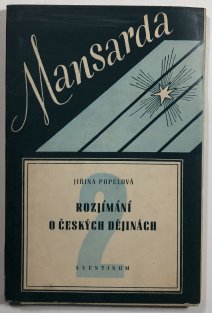 Mansarda
JIŘINA POPELOVÁ
2
ROZJÍMÁNÍ
O ČESKÝCH DĚJINÁCH
AVENTINUM